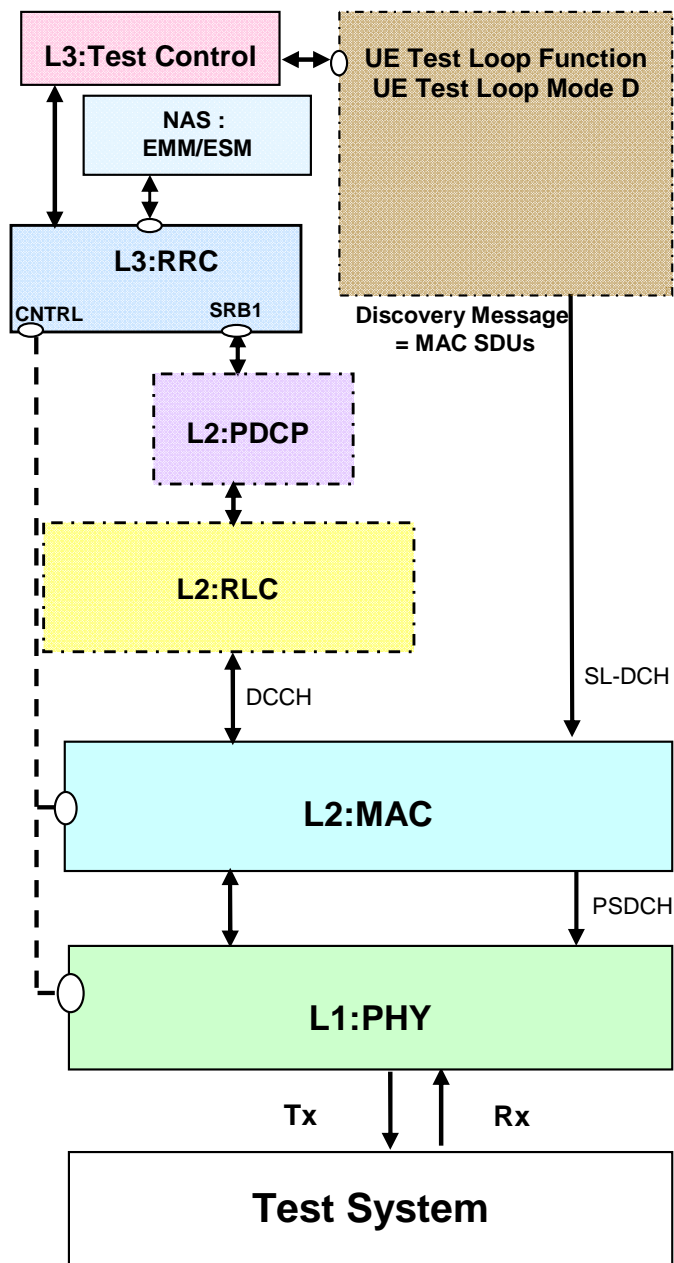 L3:Test Control
UE Test Loop Function
UE Test Loop Mode D
NAS :
EMM/ESM
L3:RRC
CNTRL
SRB1
Discovery Message
= MAC SDUs
L2:PDCP
L2:RLC
DCCH
SL-DCH
L2:MAC
PSDCH
L1:PHY
Tx
Rx
Test System